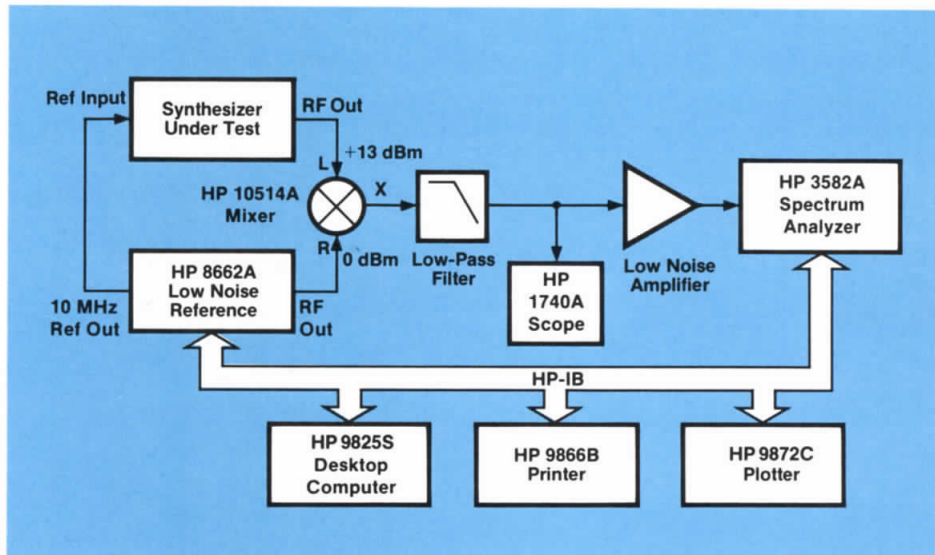 Ref Input
Synthesizer
Under Test
RF Out
+13 dBm
L
HP 10514A
Mixer
X
R
0 dBm
HP 8662A
Low Noise
Reference
10 MHz
Ref Out
RF
Out
Low-Pass
Filter
HP
1740A
Scope
Low Noise
Amplifier
HP 3582A
Spectrum
Analyzer
HP-IB
HP 9825S
Desktop
Computer
HP 9866B
Printer
HP 9872C
Plotter